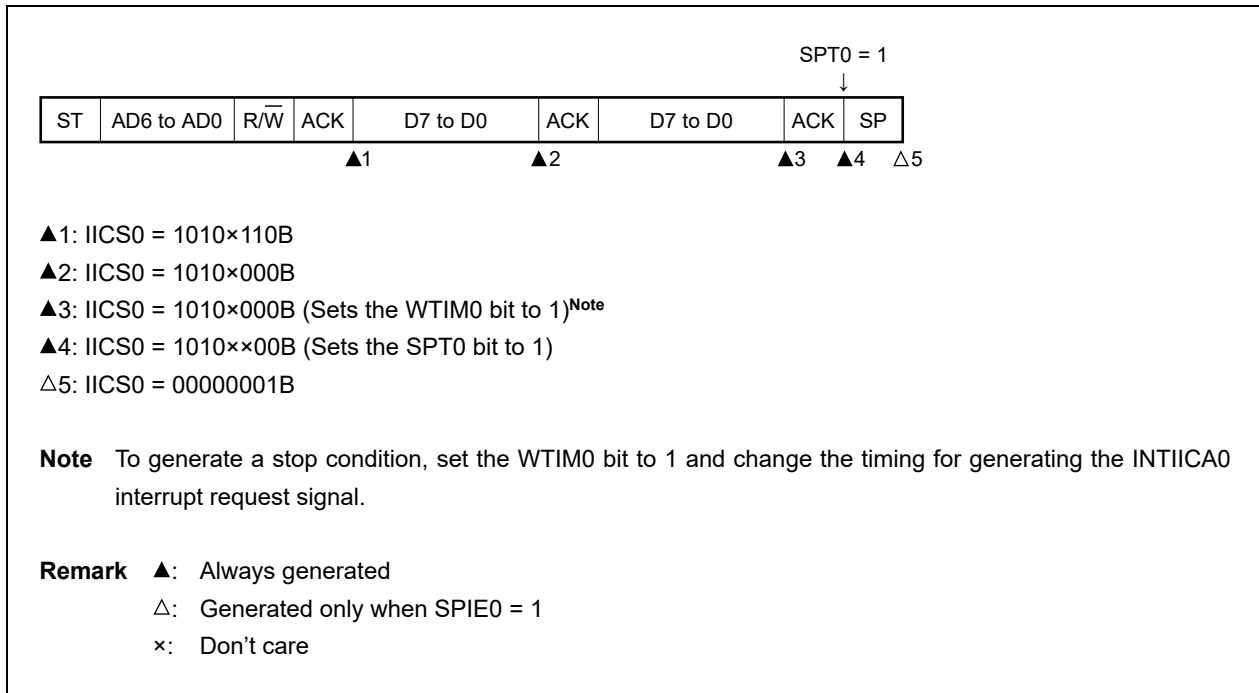 SPT0 = 1
↓
ST AD6 to AD0 R/W̅ ACK D7 to D0 ACK D7 to D0 ACK SP
▲1 ▲2 ▲3 ▲4 △5
▲1: IICS0 = 1010×110B
▲2: IICS0 = 1010×000B
▲3: IICS0 = 1010×000B (Sets the WTIM0 bit to 1)Note
▲4: IICS0 = 1010××00B (Sets the SPT0 bit to 1)
△5: IICS0 = 00000001B
Note To generate a stop condition, set the WTIM0 bit to 1 and change the timing for generating the INTIICA0
interrupt request signal.
Remark ▲: Always generated
△: Generated only when SPIE0 = 1
×: Don't care